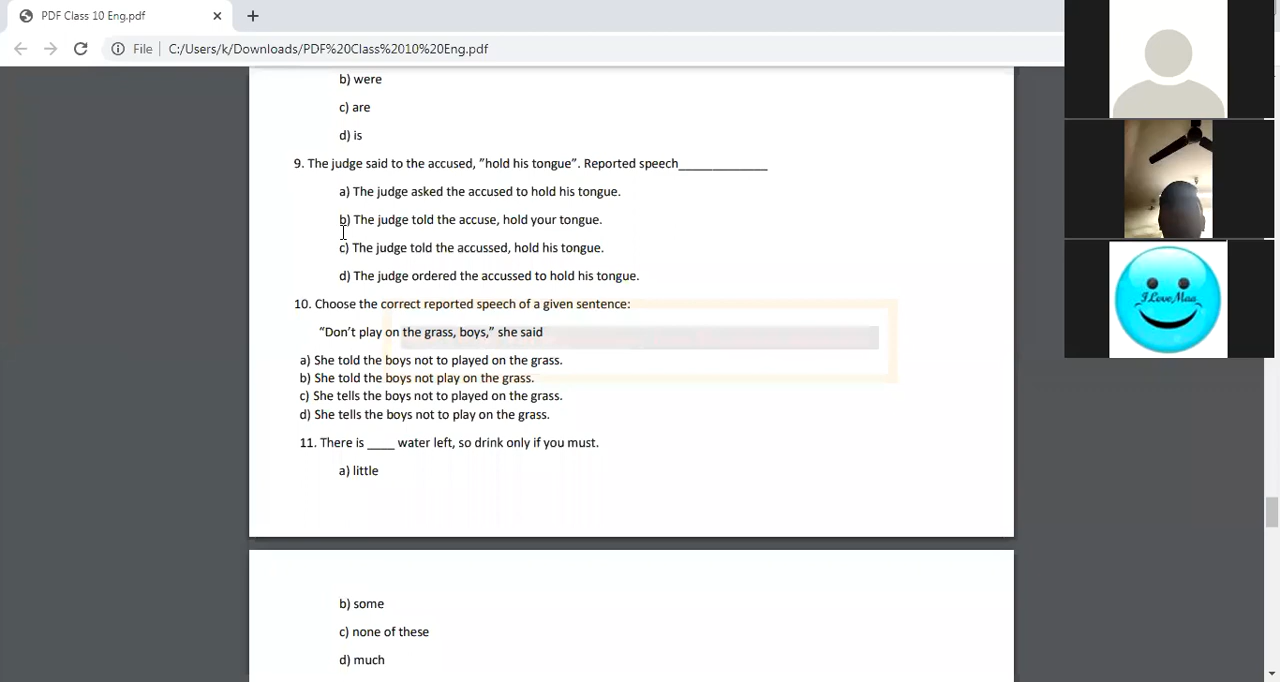 PDF Class 10 Eng.pdf
File C:/Users/k/Downloads/PDF%20Class%2010%20Eng.pdf
b) were
c) are
d) is
9. The judge said to the accused, ”hold his tongue”. Reported speech_____________
a) The judge asked the accused to hold his tongue.
b) The judge told the accuse, hold your tongue.
c) The judge told the accussed, hold his tongue.
d) The judge ordered the accussed to hold his tongue.
10. Choose the correct reported speech of a given sentence:
“Don’t play on the grass, boys,” she said
a) She told the boys not to played on the grass.
b) She told the boys not play on the grass.
c) She tells the boys not to played on the grass.
d) She tells the boys not to play on the grass.
11. There is ____ water left, so drink only if you must.
a) little
b) some
c) none of these
d) much
I Love Maa